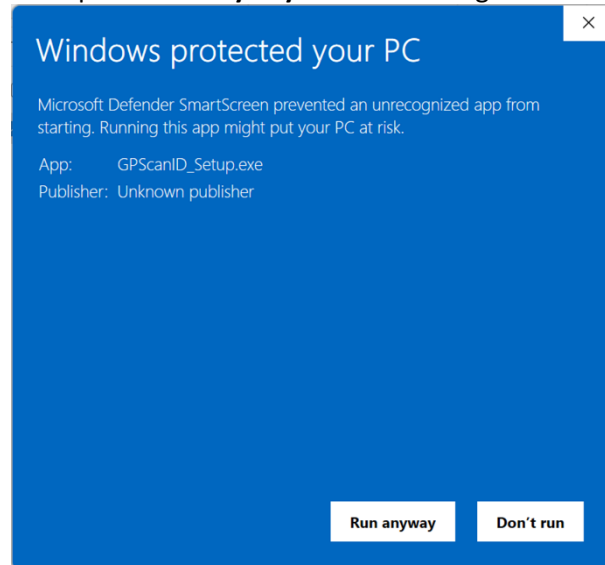 Windows protected your PC
Microsoft Defender SmartScreen prevented an unrecognized app from
starting. Running this app might put your PC at risk.
App: GPScanID_Setup.exe
Publisher: Unknown publisher
Run anyway Don't run